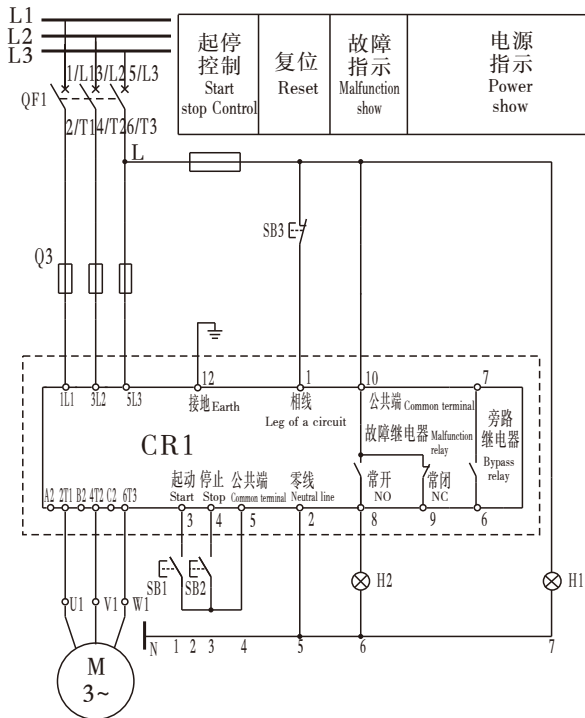 L1
L2
L3
起停
控制
Start
stop Control
复位
Reset
故障
指示
Malfunction
show
电源
指示
Power
show
1/L1 3/L2 5/L3
QF1
2/T1 4/T2 6/T3
L
SB3
Q3
12 1 10 7
1L1 3L2 5L3
接地 Earth
相线
Leg of a circuit
公共端 Common terminal
故障继电器 Malfunction
relay
旁路
继电器
Bypass
relay
CR1
起动
Start
停止
Stop
公共端
Common terminal
零线
Neutral line
常开
NO
常闭
NC
A2 2T1 B2 4T2 C2 6T3
3 4 5 2 8 9 6
SB1 SB2
H2
H1
U1 V1 W1
N 1 2 3 4 5 6 7
M
3~